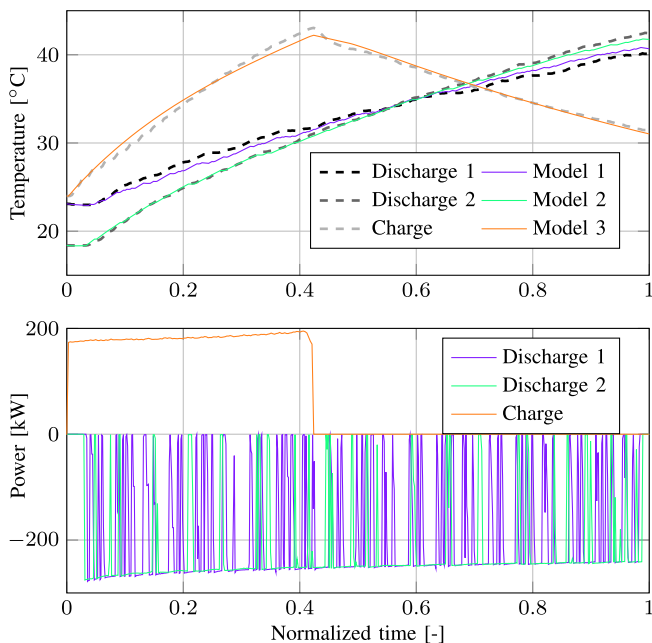 40
30
20
Temperature [°C]
Discharge 1 Model 1
Discharge 2 Model 2
Charge Model 3
0 0.2 0.4 0.6 0.8 1
200
0
−200
Power [kW]
Discharge 1
Discharge 2
Charge
0 0.2 0.4 0.6 0.8 1
Normalized time [-]